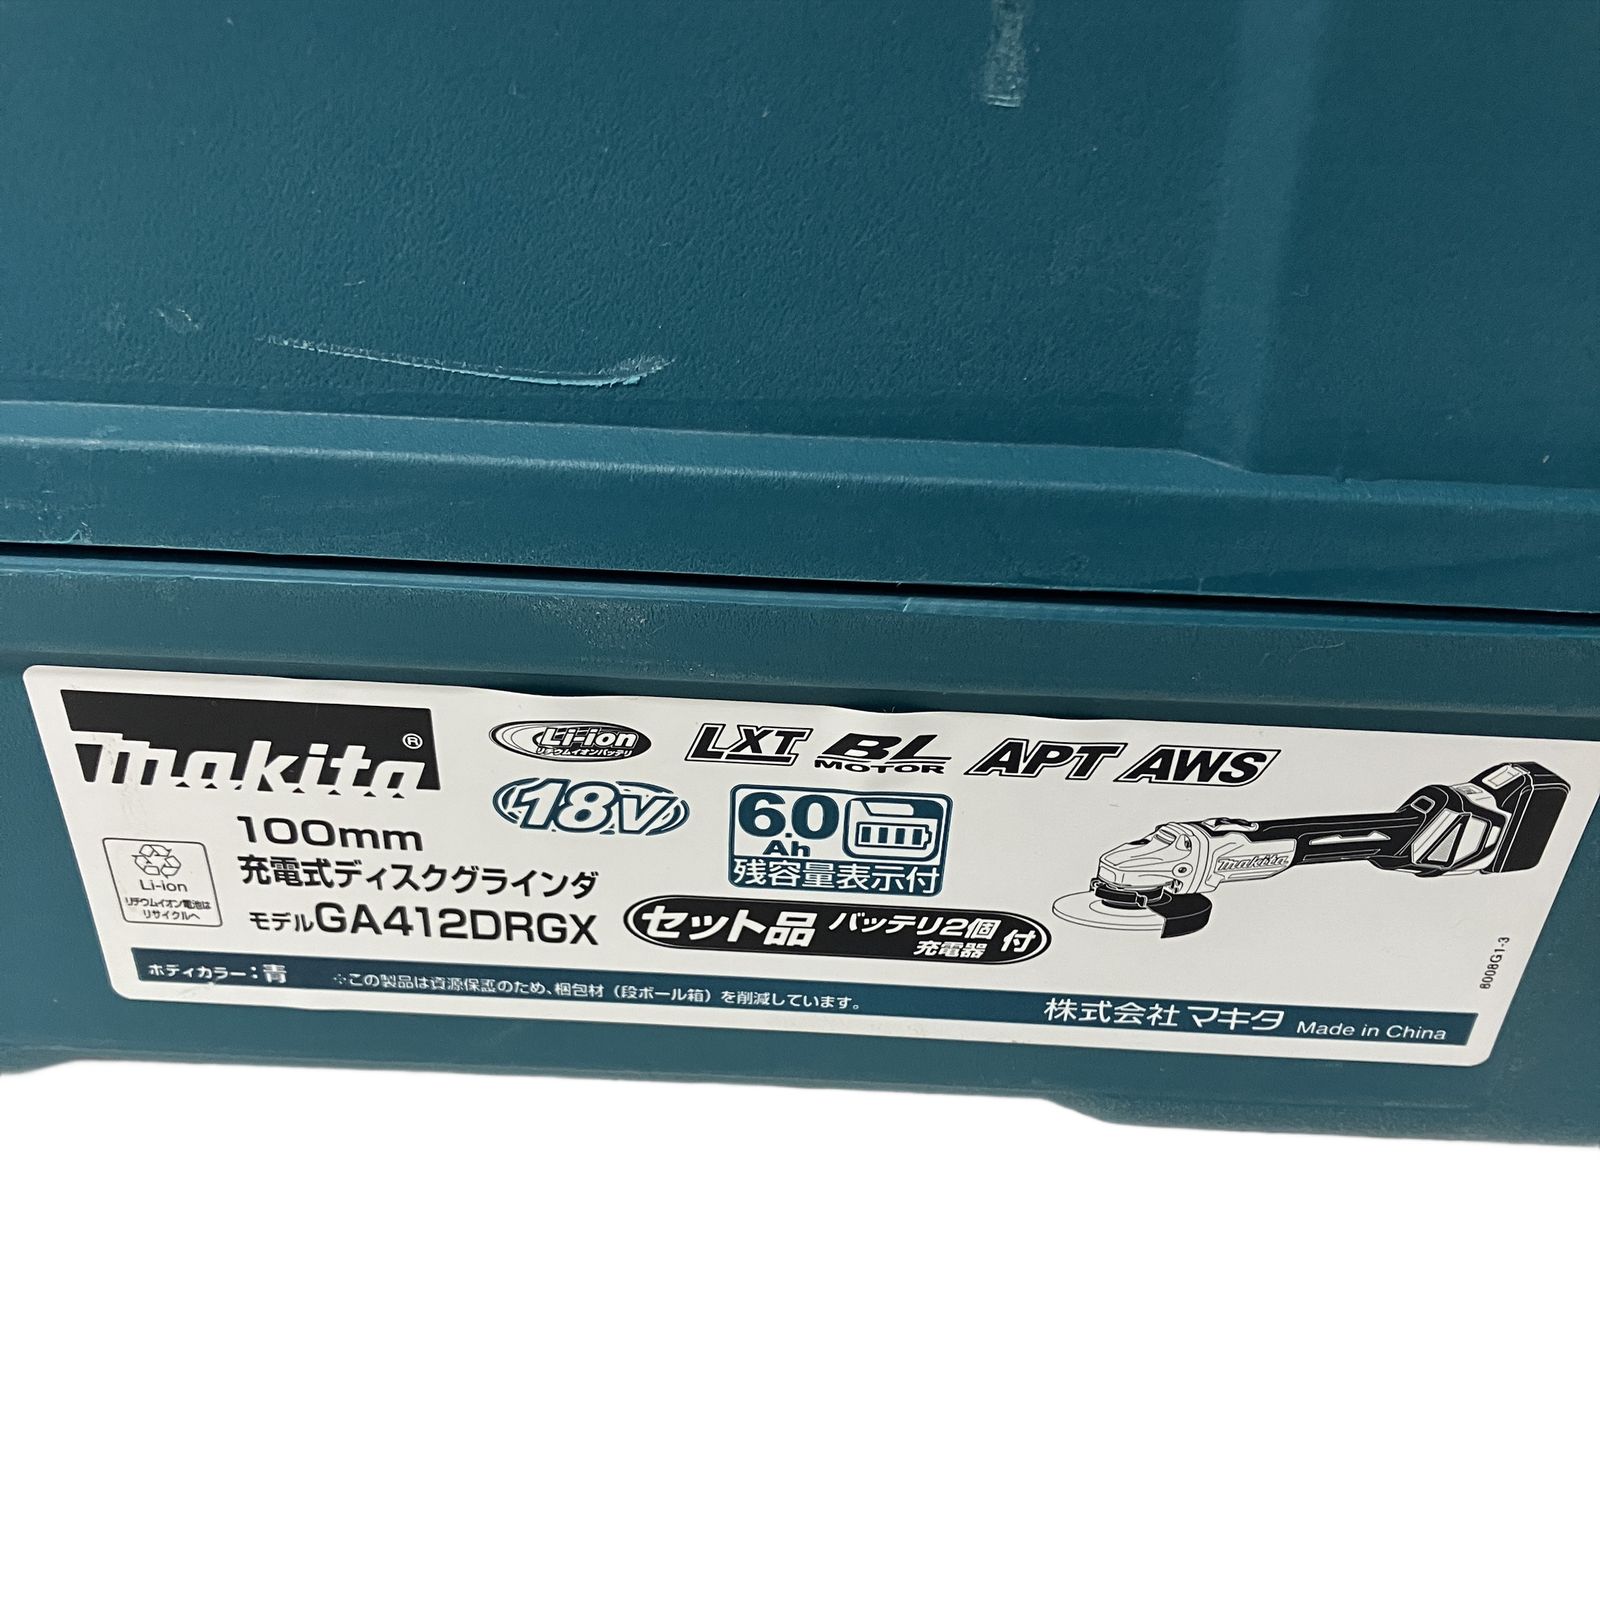 makita®
Li-ion
リチウムイオンバッテリ
LXT BL MOTOR APT AWS
18V
6.0 Ah
残容量表示付
100mm
充電式ディスクグラインダ
モデルGA412DRGX
セット品 バッテリ2個 充電器 付
Li-ion
リチウムイオン電池は
リサイクルへ
makita
8008G1-3
ボディカラー：青
※この製品は資源保護のため、梱包材（段ボール箱）を削減しています。
株式会社 マキタ Made in China